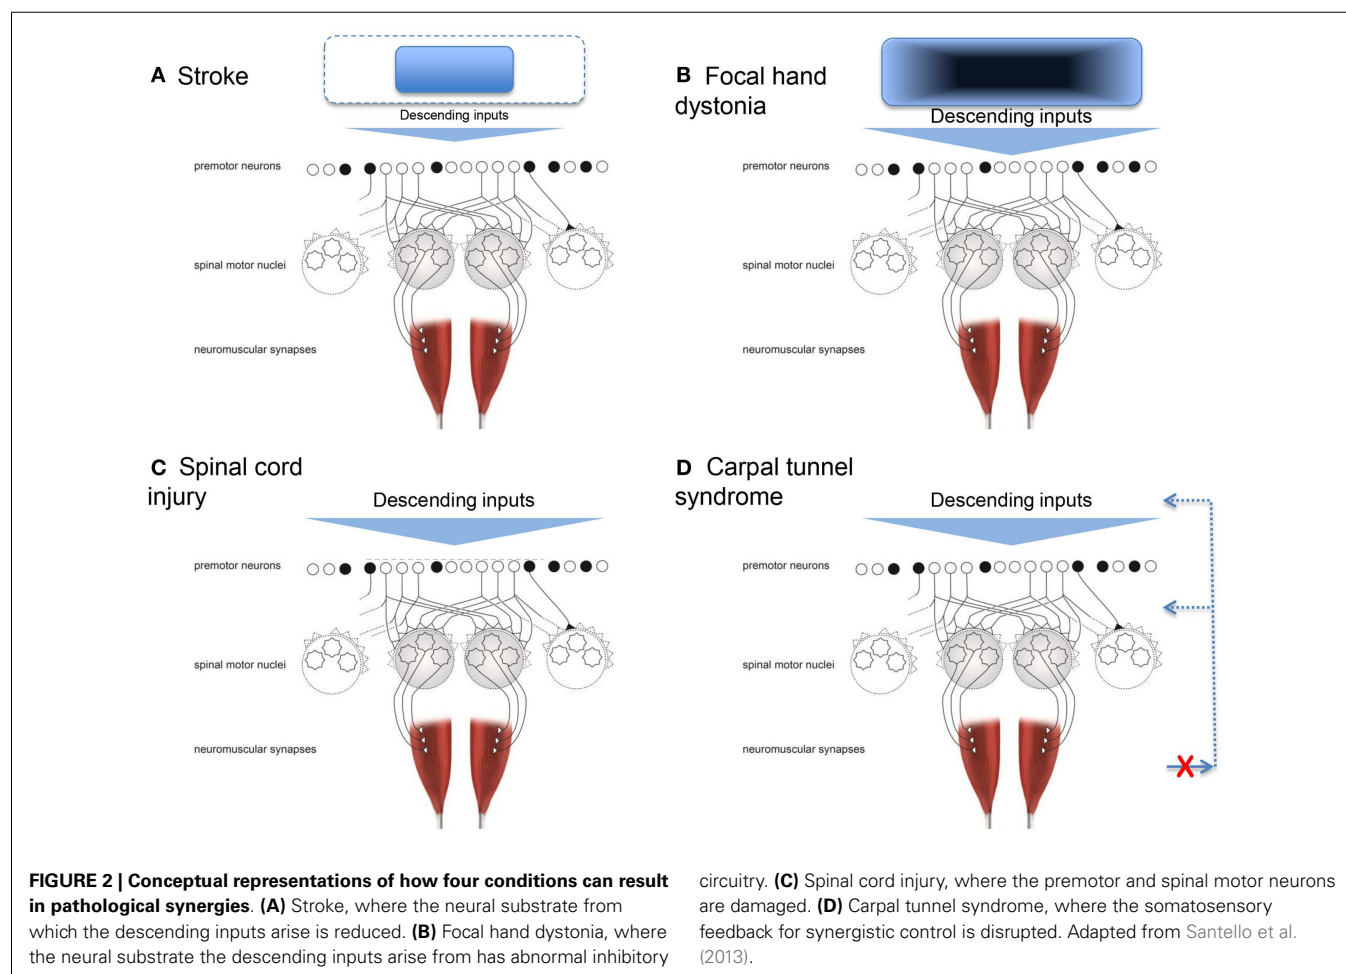 A Stroke
Descending inputs
premotor neurons
spinal motor nuclei
neuromuscular synapses
B Focal hand
dystonia
Descending inputs
premotor neurons
spinal motor nuclei
neuromuscular synapses
C Spinal cord
injury
Descending inputs
premotor neurons
spinal motor nuclei
neuromuscular synapses
D Carpal tunnel
syndrome
Descending inputs
premotor neurons
spinal motor nuclei
neuromuscular synapses
FIGURE 2 | Conceptual representations of how four conditions can result
in pathological synergies. (A) Stroke, where the neural substrate from
which the descending inputs arise is reduced. (B) Focal hand dystonia, where
the neural substrate the descending inputs arise from has abnormal inhibitory
circuitry. (C) Spinal cord injury, where the premotor and spinal motor neurons
are damaged. (D) Carpal tunnel syndrome, where the somatosensory
feedback for synergistic control is disrupted. Adapted from Santello et al.
(2013).